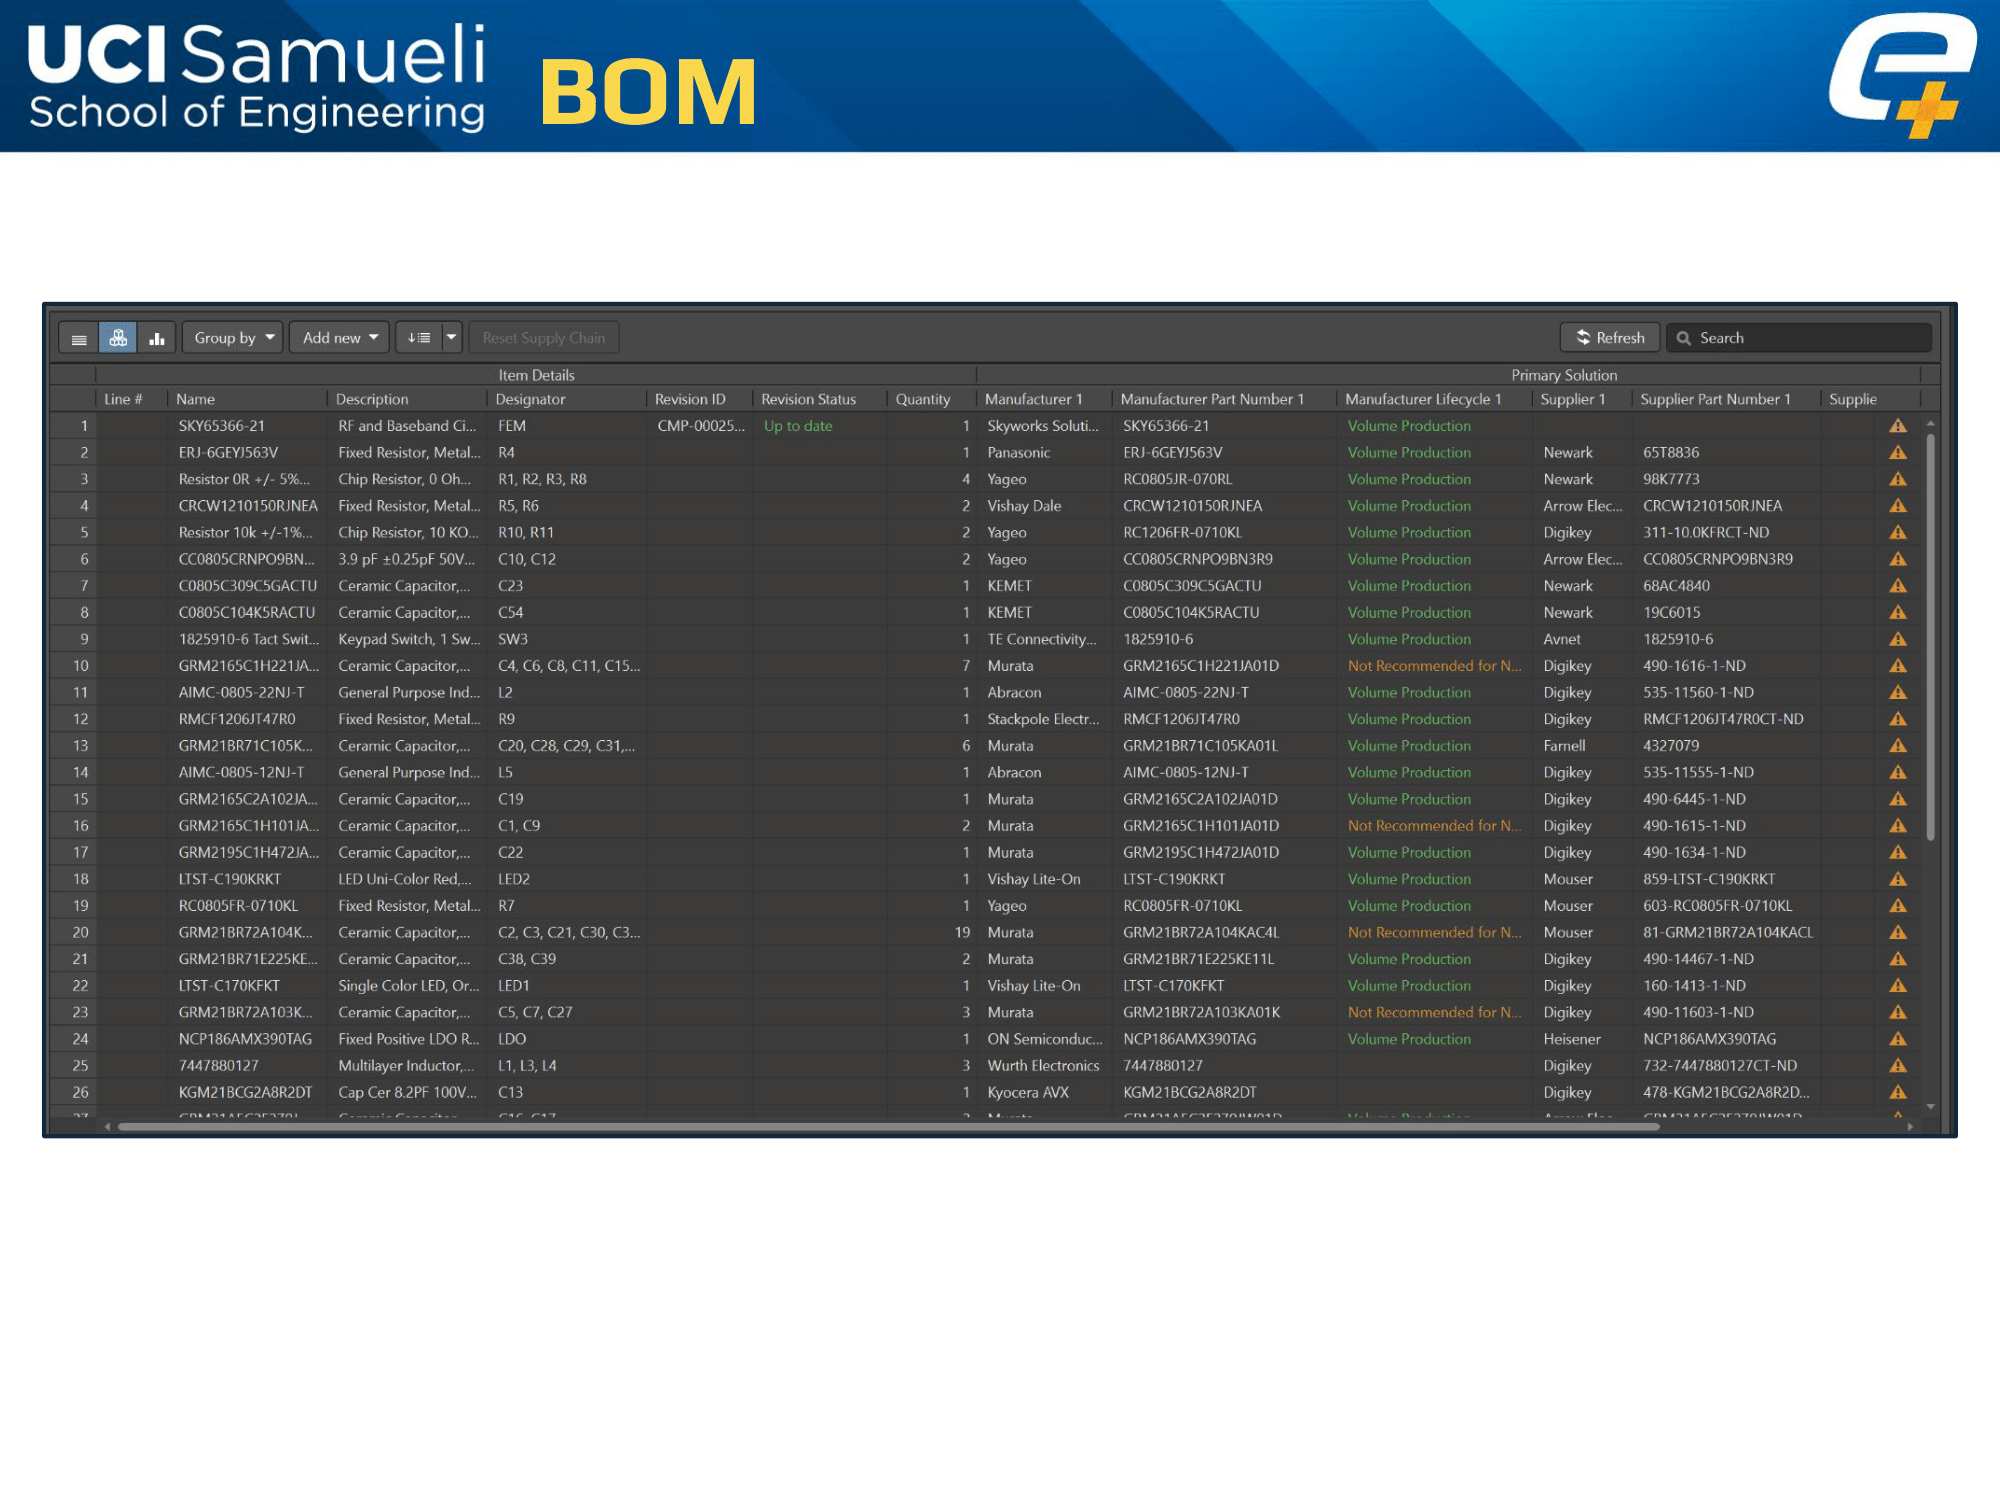 UCI Samueli
School of Engineering
BOM
e+
Group by Add new Reset Supply Chain Refresh Search
Item Details Primary Solution
Line # Name Description Designator Revision ID Revision Status Quantity Manufacturer 1 Manufacturer Part Number 1 Manufacturer Lifecycle 1 Supplier 1 Supplier Part Number 1 Supplie
1 SKY65366-21 RF and Baseband Ci... FEM CMP-00025... Up to date 1 Skyworks Soluti... SKY65366-21 Volume Production
2 ERJ-6GEYJ563V Fixed Resistor, Metal... R4 1 Panasonic ERJ-6GEYJ563V Volume Production Newark 65T8836
3 Resistor 0R +/- 5%... Chip Resistor, 0 Oh... R1, R2, R3, R8 4 Yageo RC0805JR-070RL Volume Production Newark 98K7773
4 CRCW1210150RJNEA Fixed Resistor, Metal... R5, R6 2 Vishay Dale CRCW1210150RJNEA Volume Production Arrow Elec... CRCW1210150RJNEA
5 Resistor 10k +/-1%... Chip Resistor, 10 KO... R10, R11 2 Yageo RC1206FR-0710KL Volume Production Digikey 311-10.0KFRCT-ND
6 CC0805CRNPO9BN... 3.9 pF ±0.25pF 50V... C10, C12 2 Yageo CC0805CRNPO9BN3R9 Volume Production Arrow Elec... CC0805CRNPO9BN3R9
7 C0805C309C5GACTU Ceramic Capacitor,... C23 1 KEMET C0805C309C5GACTU Volume Production Newark 68AC4840
8 C0805C104K5RACTU Ceramic Capacitor,... C54 1 KEMET C0805C104K5RACTU Volume Production Newark 19C6015
9 1825910-6 Tact Swit... Keypad Switch, 1 Sw... SW3 1 TE Connectivity... 1825910-6 Volume Production Avnet 1825910-6
10 GRM2165C1H221JA... Ceramic Capacitor,... C4, C6, C8, C11, C15... 7 Murata GRM2165C1H221JA01D Not Recommended for N... Digikey 490-1616-1-ND
11 AIMC-0805-22NJ-T General Purpose Ind... L2 1 Abracon AIMC-0805-22NJ-T Volume Production Digikey 535-11560-1-ND
12 RMCF1206JT47R0 Fixed Resistor, Metal... R9 1 Stackpole Electr... RMCF1206JT47R0 Volume Production Digikey RMCF1206JT47R0CT-ND
13 GRM21BR71C105K... Ceramic Capacitor,... C20, C28, C29, C31,... 6 Murata GRM21BR71C105KA01L Volume Production Farnell 4327079
14 AIMC-0805-12NJ-T General Purpose Ind... L5 1 Abracon AIMC-0805-12NJ-T Volume Production Digikey 535-11555-1-ND
15 GRM2165C2A102JA... Ceramic Capacitor,... C19 1 Murata GRM2165C2A102JA01D Volume Production Digikey 490-6445-1-ND
16 GRM2165C1H101JA... Ceramic Capacitor,... C1, C9 2 Murata GRM2165C1H101JA01D Not Recommended for N... Digikey 490-1615-1-ND
17 GRM2195C1H472JA... Ceramic Capacitor,... C22 1 Murata GRM2195C1H472JA01D Volume Production Digikey 490-1634-1-ND
18 LTST-C190KRKT LED Uni-Color Red,... LED2 1 Vishay Lite-On LTST-C190KRKT Volume Production Mouser 859-LTST-C190KRKT
19 RC0805FR-0710KL Fixed Resistor, Metal... R7 1 Yageo RC0805FR-0710KL Volume Production Mouser 603-RC0805FR-0710KL
20 GRM21BR72A104K... Ceramic Capacitor,... C2, C3, C21, C30, C3... 19 Murata GRM21BR72A104KAC4L Not Recommended for N... Mouser 81-GRM21BR72A104KACL
21 GRM21BR71E225KE... Ceramic Capacitor,... C38, C39 2 Murata GRM21BR71E225KE11L Volume Production Digikey 490-14467-1-ND
22 LTST-C170KFKT Single Color LED, Or... LED1 1 Vishay Lite-On LTST-C170KFKT Volume Production Digikey 160-1413-1-ND
23 GRM21BR72A103K... Ceramic Capacitor,... C5, C7, C27 3 Murata GRM21BR72A103KA01K Not Recommended for N... Digikey 490-11603-1-ND
24 NCP186AMX390TAG Fixed Positive LDO R... LDO 1 ON Semiconduc... NCP186AMX390TAG Volume Production Heisener NCP186AMX390TAG
25 7447880127 Multilayer Inductor,... L1, L3, L4 3 Wurth Electronics 7447880127 Digikey 732-7447880127CT-ND
26 KGM21BCG2A8R2DT Cap Cer 8.2PF 100V... C13 1 Kyocera AVX KGM21BCG2A8R2DT Digikey 478-KGM21BCG2A8R2D...